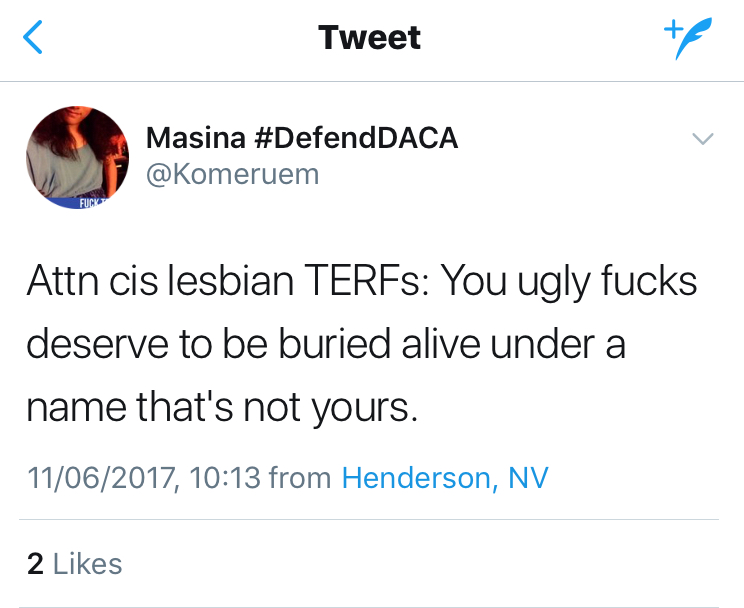 Tweet
Masina #DefendDACA
@Komeruem
FUCK
Attn cis lesbian TERFs: You ugly fucks
deserve to be buried alive under a
name that's not yours.
11/06/2017, 10:13 from Henderson, NV
2 Likes